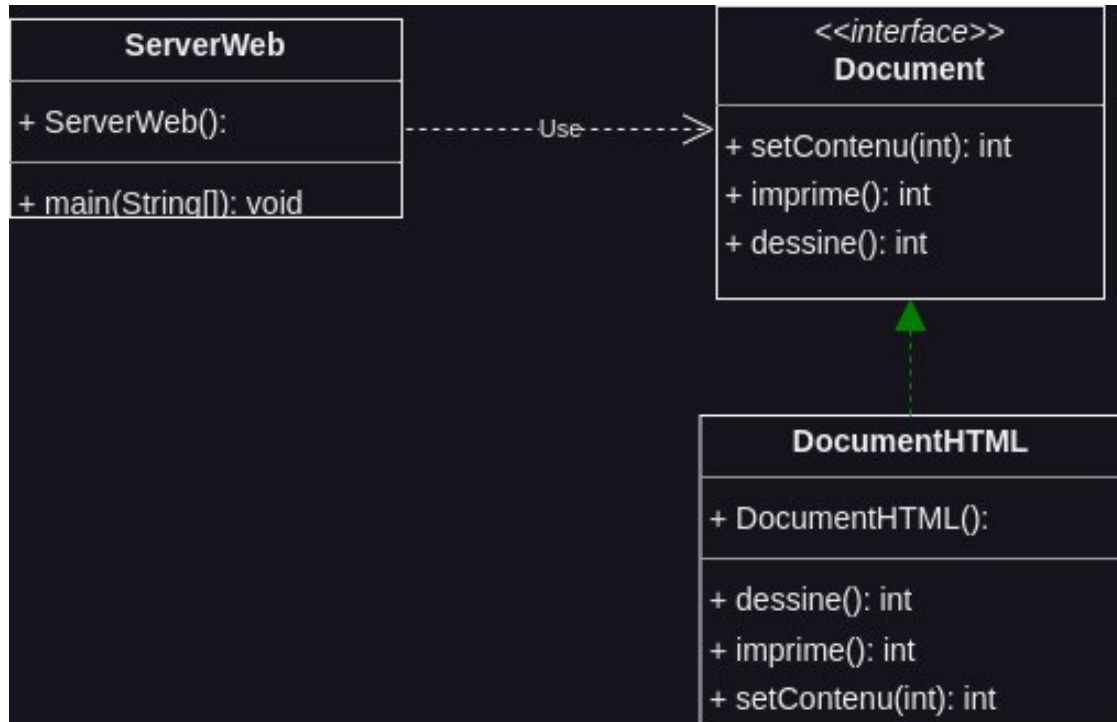 ServerWeb
+ ServerWeb():
+ main(String[]): void
Use
<<interface>>
Document
+ setContenu(int): int
+ imprime(): int
+ dessine(): int
DocumentHTML
+ DocumentHTML():
+ dessine(): int
+ imprime(): int
+ setContenu(int): int